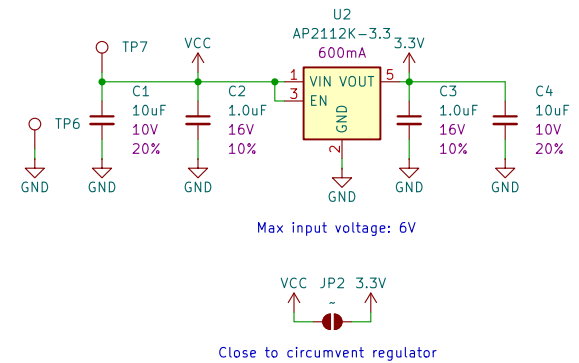 U2
AP2112K-3.3
600mA
TP7
VCC
3.3V
1
VIN
VOUT
5
3
EN
GND
2
C1
10uF
10V
20%
C2
1.0uF
16V
10%
C3
1.0uF
16V
10%
C4
10uF
10V
20%
TP6
GND
GND
GND
GND
GND
GND
Max input voltage: 6V
VCC
JP2
3.3V
~
Close to circumvent regulator